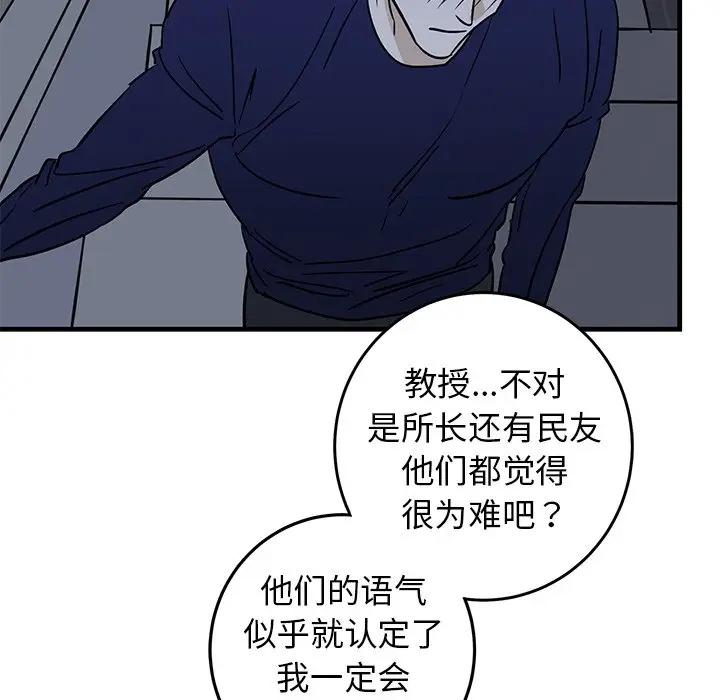 教授...不对
是所长还有民友
他们都觉得
很为难吧？
他们的语气
似乎就认定了
我一定会